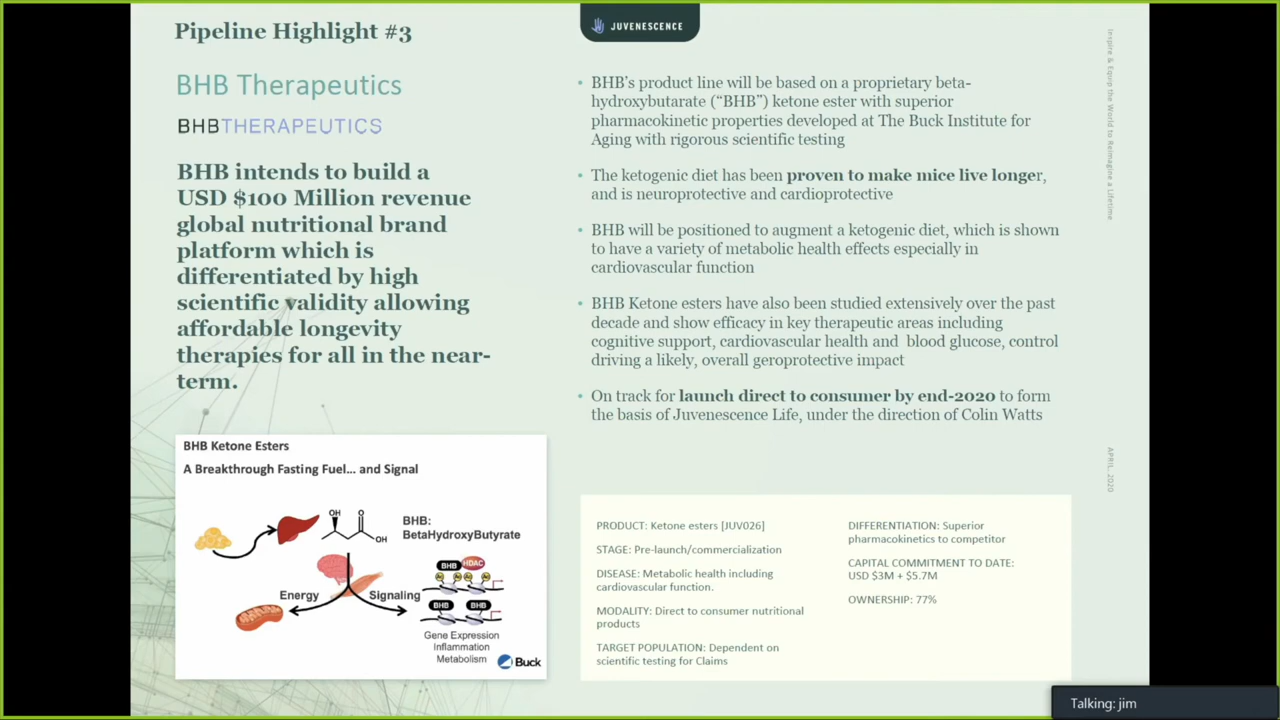 Pipeline Highlight #3
JUVENESCENCE
BHB Therapeutics
BHBTHERAPEUTICS
BHB intends to build a
USD $100 Million revenue
global nutritional brand
platform which is
differentiated by high
scientific validity allowing
affordable longevity
therapies for all in the near-
term.
• BHB's product line will be based on a proprietary beta-
hydroxybutarate ("BHB") ketone ester with superior
pharmacokinetic properties developed at The Buck Institute for
Aging with rigorous scientific testing
• The ketogenic diet has been proven to make mice live longer,
and is neuroprotective and cardioprotective
• BHB will be positioned to augment a ketogenic diet, which is shown
to have a variety of metabolic health effects especially in
cardiovascular function
• BHB Ketone esters have also been studied extensively over the past
decade and show efficacy in key therapeutic areas including
cognitive support, cardiovascular health and blood glucose, control
driving a likely, overall geroprotective impact
• On track for launch direct to consumer by end-2020 to form
the basis of Juvenescence Life, under the direction of Colin Watts
Inspire & Equip the World to Reimagine a Lifetime
APRIL, 2020
BHB Ketone Esters
A Breakthrough Fasting Fuel... and Signal
OH
O
OH
BHB:
BetaHydroxyButyrate
Energy
Signaling
BHB
HDAC
Ac
Ac
Ac
Ac
BHB
BHB
Gene Expression
Inflammation
Metabolism
Buck
PRODUCT: Ketone esters [JUV026]
STAGE: Pre-launch/commercialization
DISEASE: Metabolic health including
cardiovascular function.
MODALITY: Direct to consumer nutritional
products
TARGET POPULATION: Dependent on
scientific testing for Claims
DIFFERENTIATION: Superior
pharmacokinetics to competitor
CAPITAL COMMITMENT TO DATE:
USD $3M + $5.7M
OWNERSHIP: 77%
Talking: jim